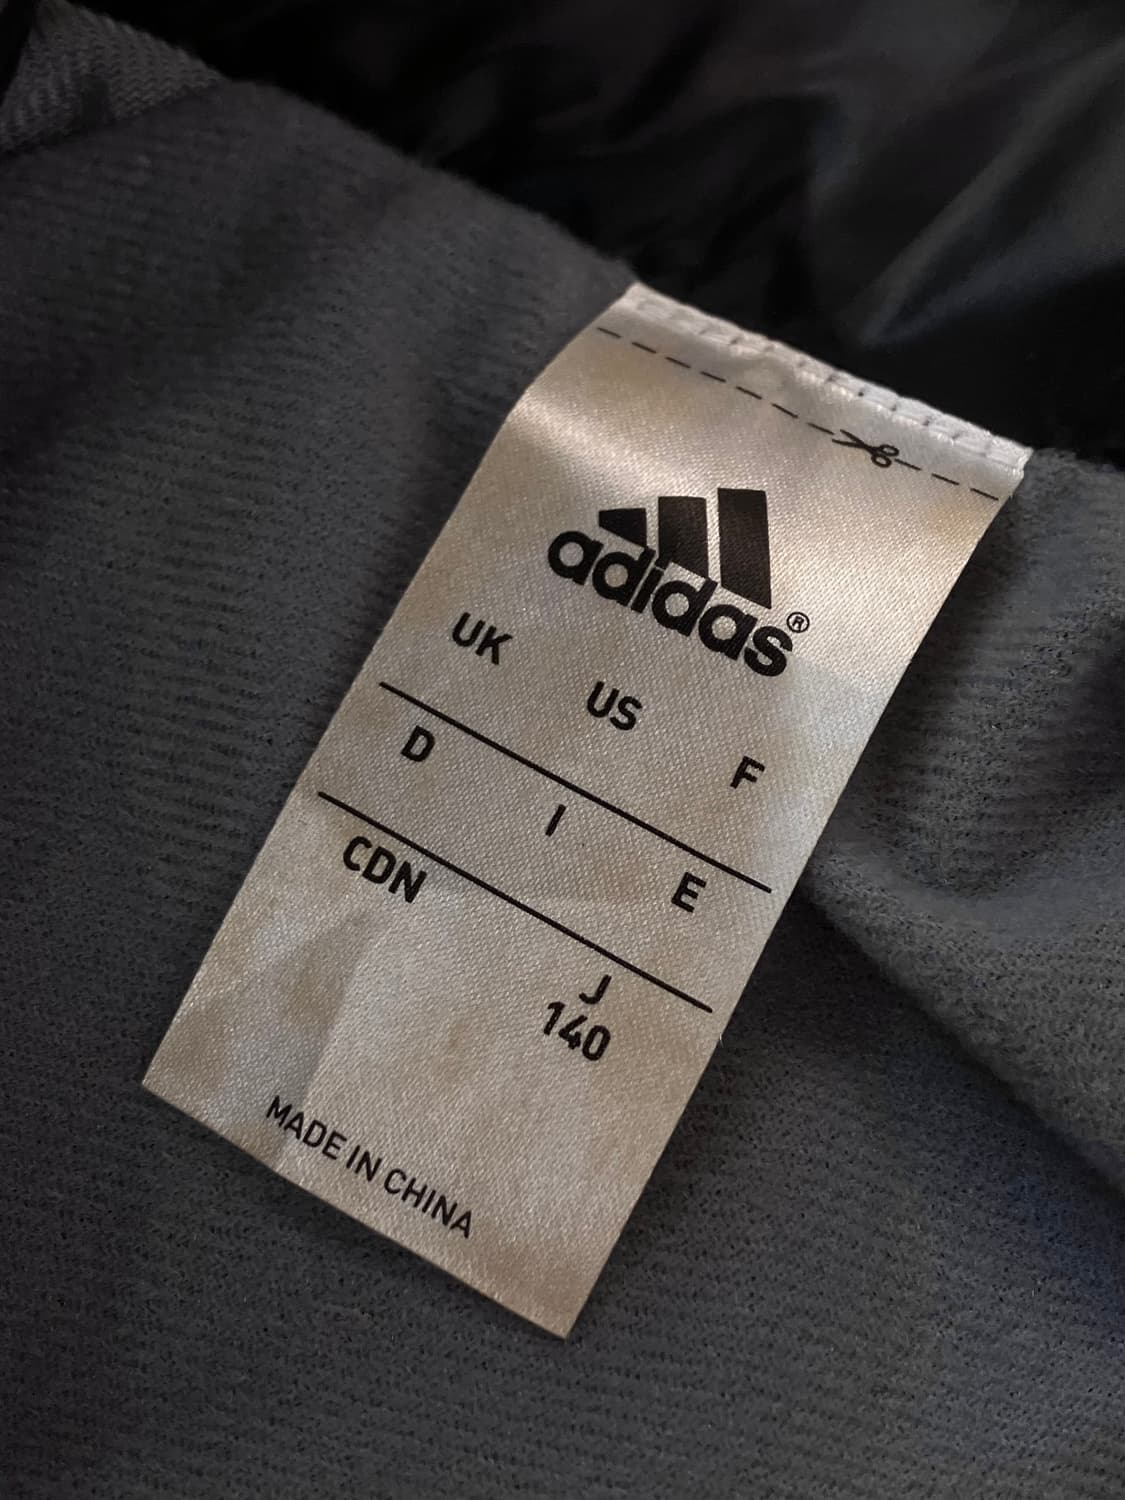 adidas®
UK US F
D I E
CDN J
140
MADE IN CHINA